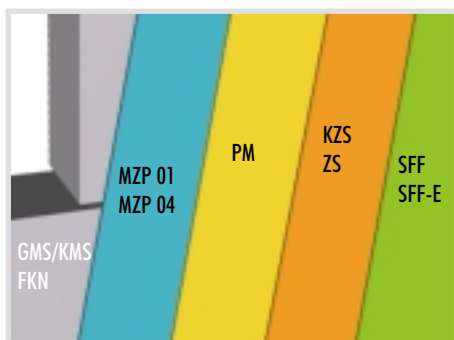 GMS/KMS
FKN
MZP 01
MZP 04
PM
KZS
ZS
SFF
SFF-E